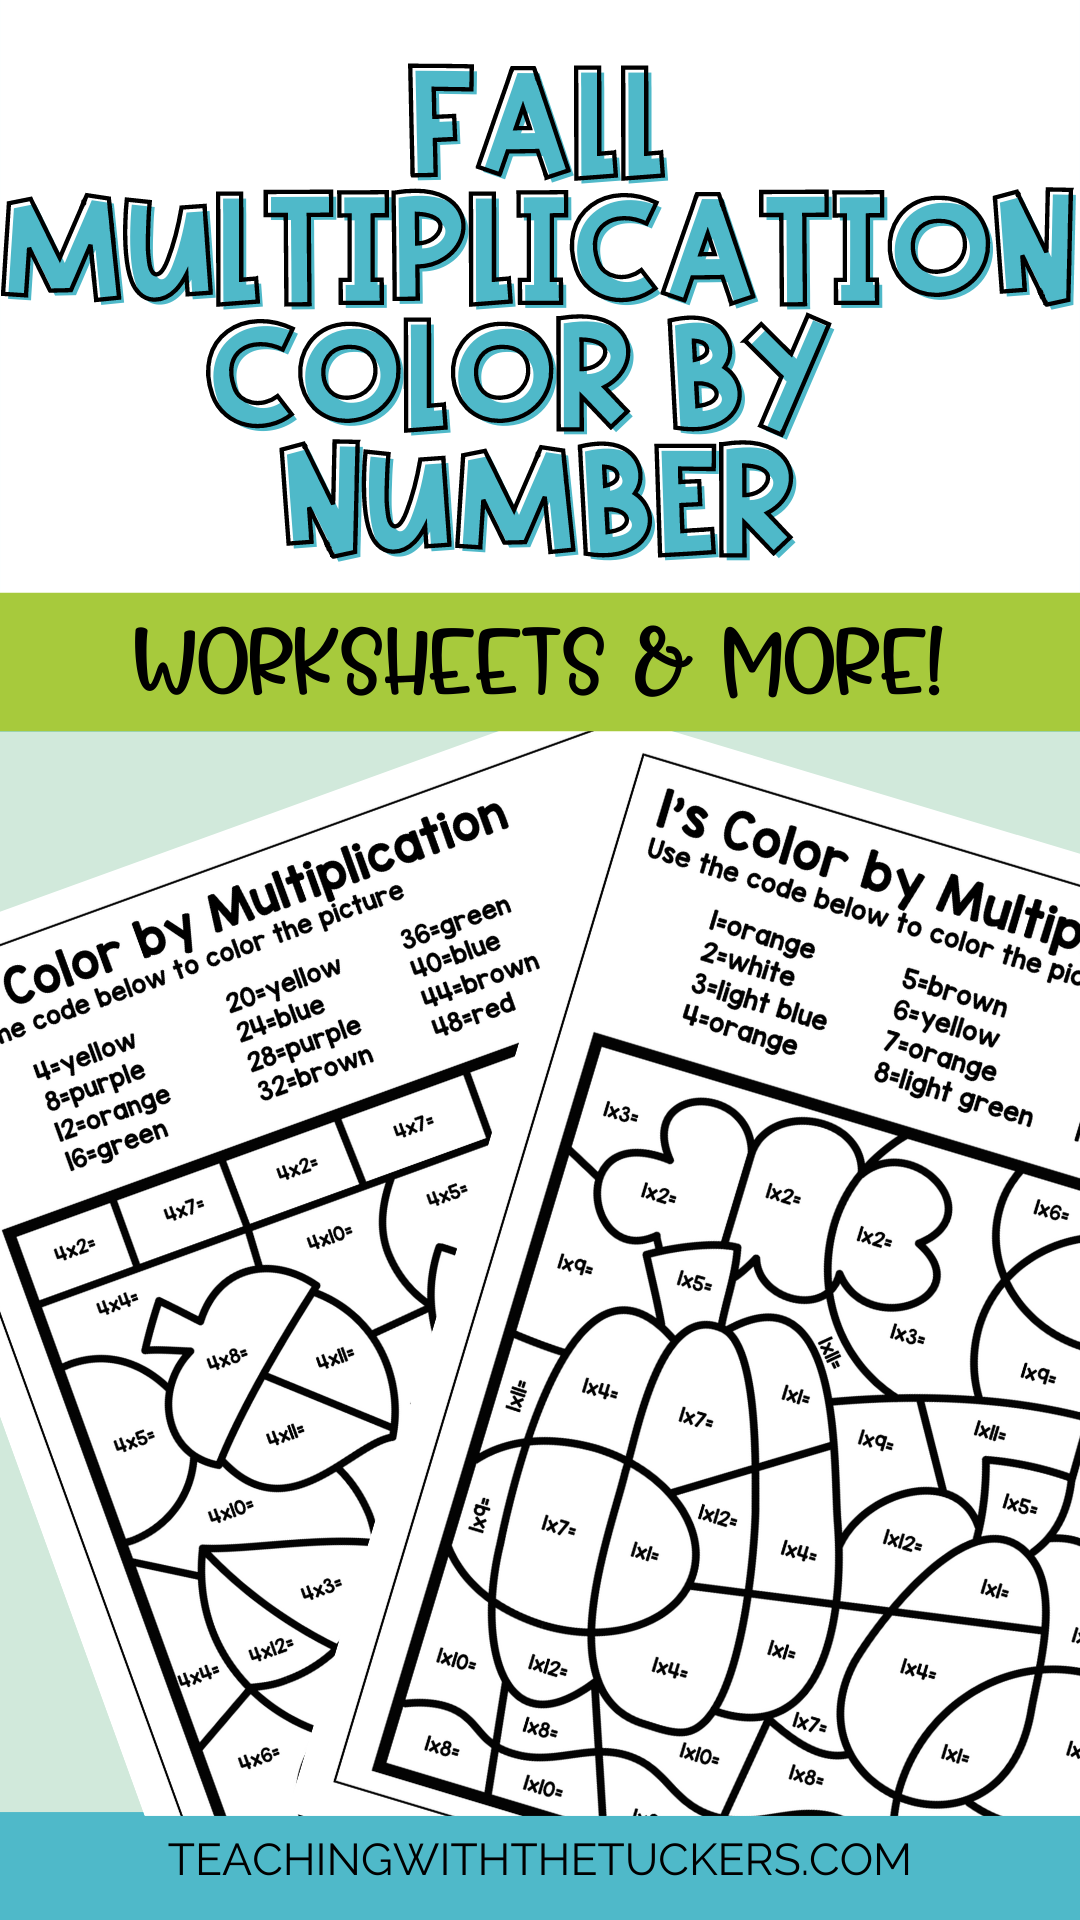 FALL
MULTIPLICATION
COLOR BY
NUMBER
WORKSHEETS & MORE!
Color by Multiplication
code below to color the picture
4=yellow
8=purple
12=orange
16=green
20=yellow
24=blue
28=purple
32=brown
36=green
40=blue
44=brown
48=red
4x2=
4x7=
4x2=
4x7=
4x4=
4x10=
4x5=
4x8=
4x11=
4x5=
4x11=
4x10=
4x3=
4x12=
4x4=
4x6=
1's Color by
Use the code below to color the
1=orange
2=white
3=light blue
4=orange
5=brown
6=yellow
7=orange
8=light green
1x3=
1x2=
1x2=
1x2=
1x6=
1x9=
1x5=
1x3=
1x11=
1x9=
1x11=
1x4=
1x7=
1x1=
1x9=
1x11=
1x9=
1x7=
1x1=
1x12=
1x4=
1x12=
1x5=
1x1=
1x10=
1x12=
1x4=
1x1=
1x4=
1x8=
1x8=
1x10=
1x7=
1x1=
1x10=
1x8=
TEACHINGWITHTHETUCKERS.COM